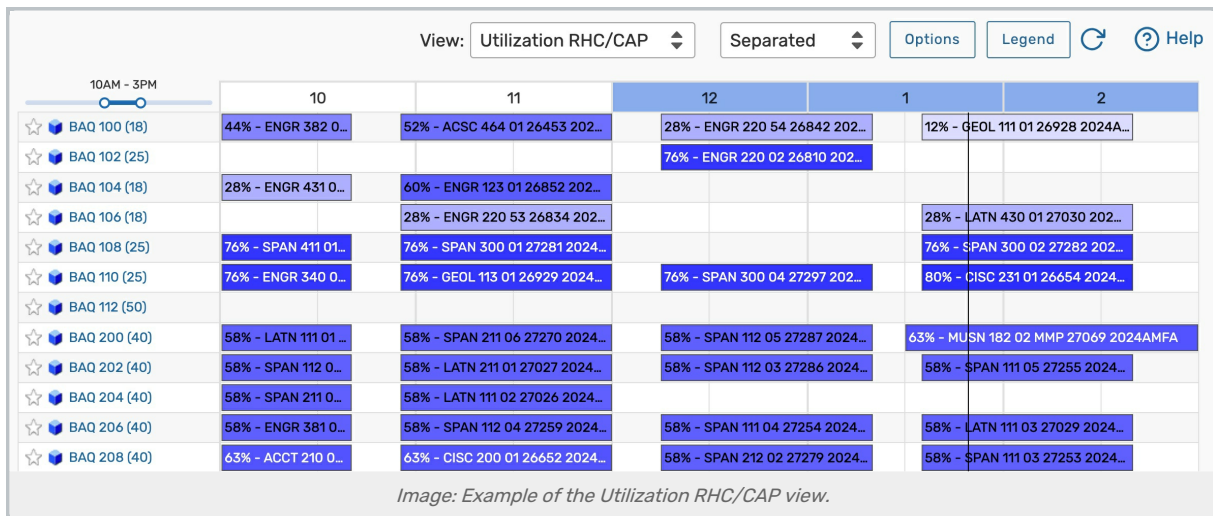 View: Utilization RHC/CAP Separated Options Legend Help
10AM - 3PM
10 11 12 1 2
BAQ 100 (18) 44% - ENGR 382 0... 52% - ACSC 464 01 26453 202... 28% - ENGR 220 54 26842 202... 12% - GEOL 111 01 26928 2024A...
BAQ 102 (25) 76% - ENGR 220 02 26810 202...
BAQ 104 (18) 28% - ENGR 431 0... 60% - ENGR 123 01 26852 202...
BAQ 106 (18) 28% - ENGR 220 53 26834 202... 28% - LATN 430 01 27030 202...
BAQ 108 (25) 76% - SPAN 411 01... 76% - SPAN 300 01 27281 2024... 76% - SPAN 300 02 27282 202...
BAQ 110 (25) 76% - ENGR 340 0... 76% - GEOL 113 01 26929 2024... 76% - SPAN 300 04 27297 202... 80% - CISC 231 01 26654 2024...
BAQ 112 (50)
BAQ 200 (40) 58% - LATN 111 01 ... 58% - SPAN 211 06 27270 2024... 58% - SPAN 112 05 27287 2024... 63% - MUSN 182 02 MMP 27069 2024AMFA
BAQ 202 (40) 58% - SPAN 112 0... 58% - LATN 211 01 27027 2024... 58% - SPAN 112 03 27286 2024... 58% - SPAN 111 05 27255 2024...
BAQ 204 (40) 58% - SPAN 211 0... 58% - LATN 111 02 27026 2024...
BAQ 206 (40) 58% - ENGR 381 0... 58% - SPAN 112 04 27259 2024... 58% - SPAN 111 04 27254 2024... 58% - LATN 111 03 27029 2024...
BAQ 208 (40) 63% - ACCT 210 0... 63% - CISC 200 01 26652 2024... 58% - SPAN 212 02 27279 2024... 58% - SPAN 111 03 27253 2024...
Image: Example of the Utilization RHC/CAP view.